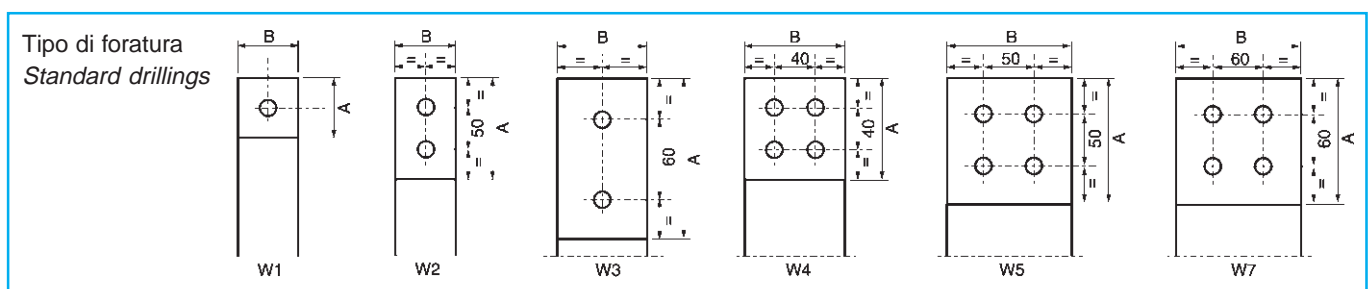 Tipo di foratura
Standard drillings
B
A
W1
B
= =
=
50
=
A
W2
B
= =
=
60
=
A
W3
B
= 40 =
=
40
=
A
W4
B
= 50 =
=
50
=
A
W5
B
= 60 =
=
60
=
A
W7